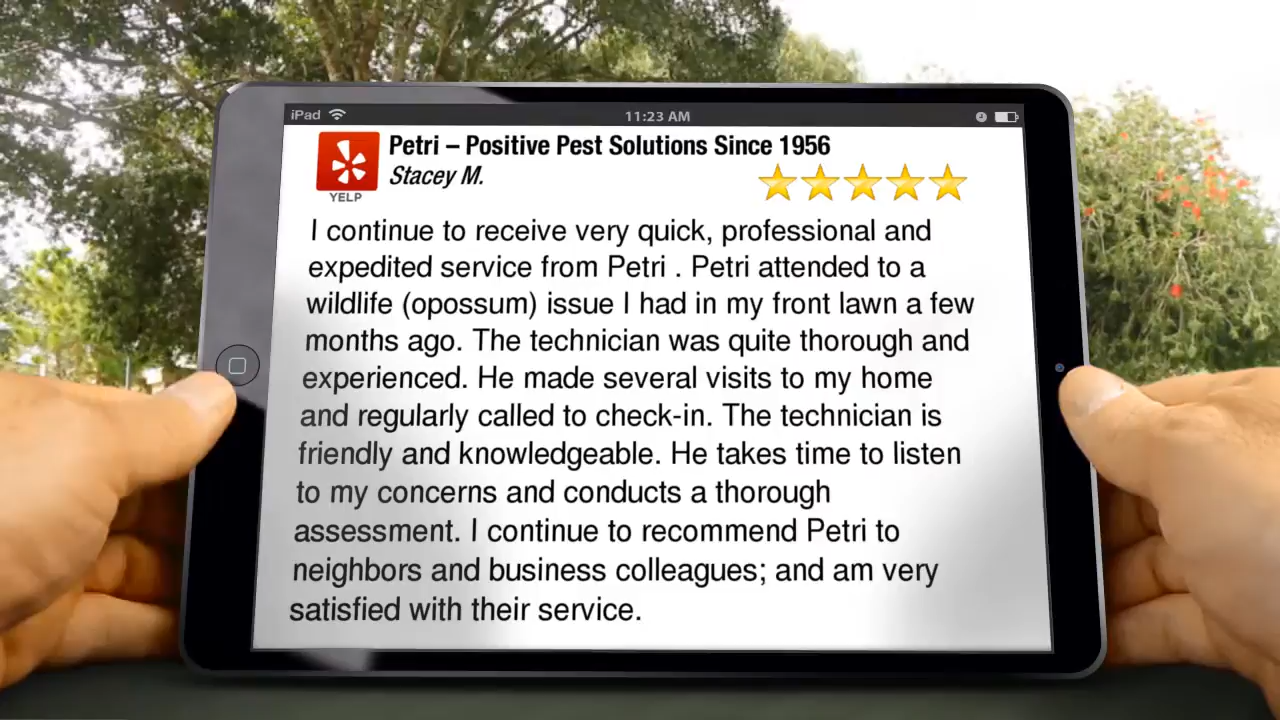 iPad 11:23 AM
Petri – Positive Pest Solutions Since 1956
Stacey M.
YELP
I continue to receive very quick, professional and
expedited service from Petri . Petri attended to a
wildlife (opossum) issue I had in my front lawn a few
months ago. The technician was quite thorough and
experienced. He made several visits to my home
and regularly called to check-in. The technician is
friendly and knowledgeable. He takes time to listen
to my concerns and conducts a thorough
assessment. I continue to recommend Petri to
neighbors and business colleagues; and am very
satisfied with their service.